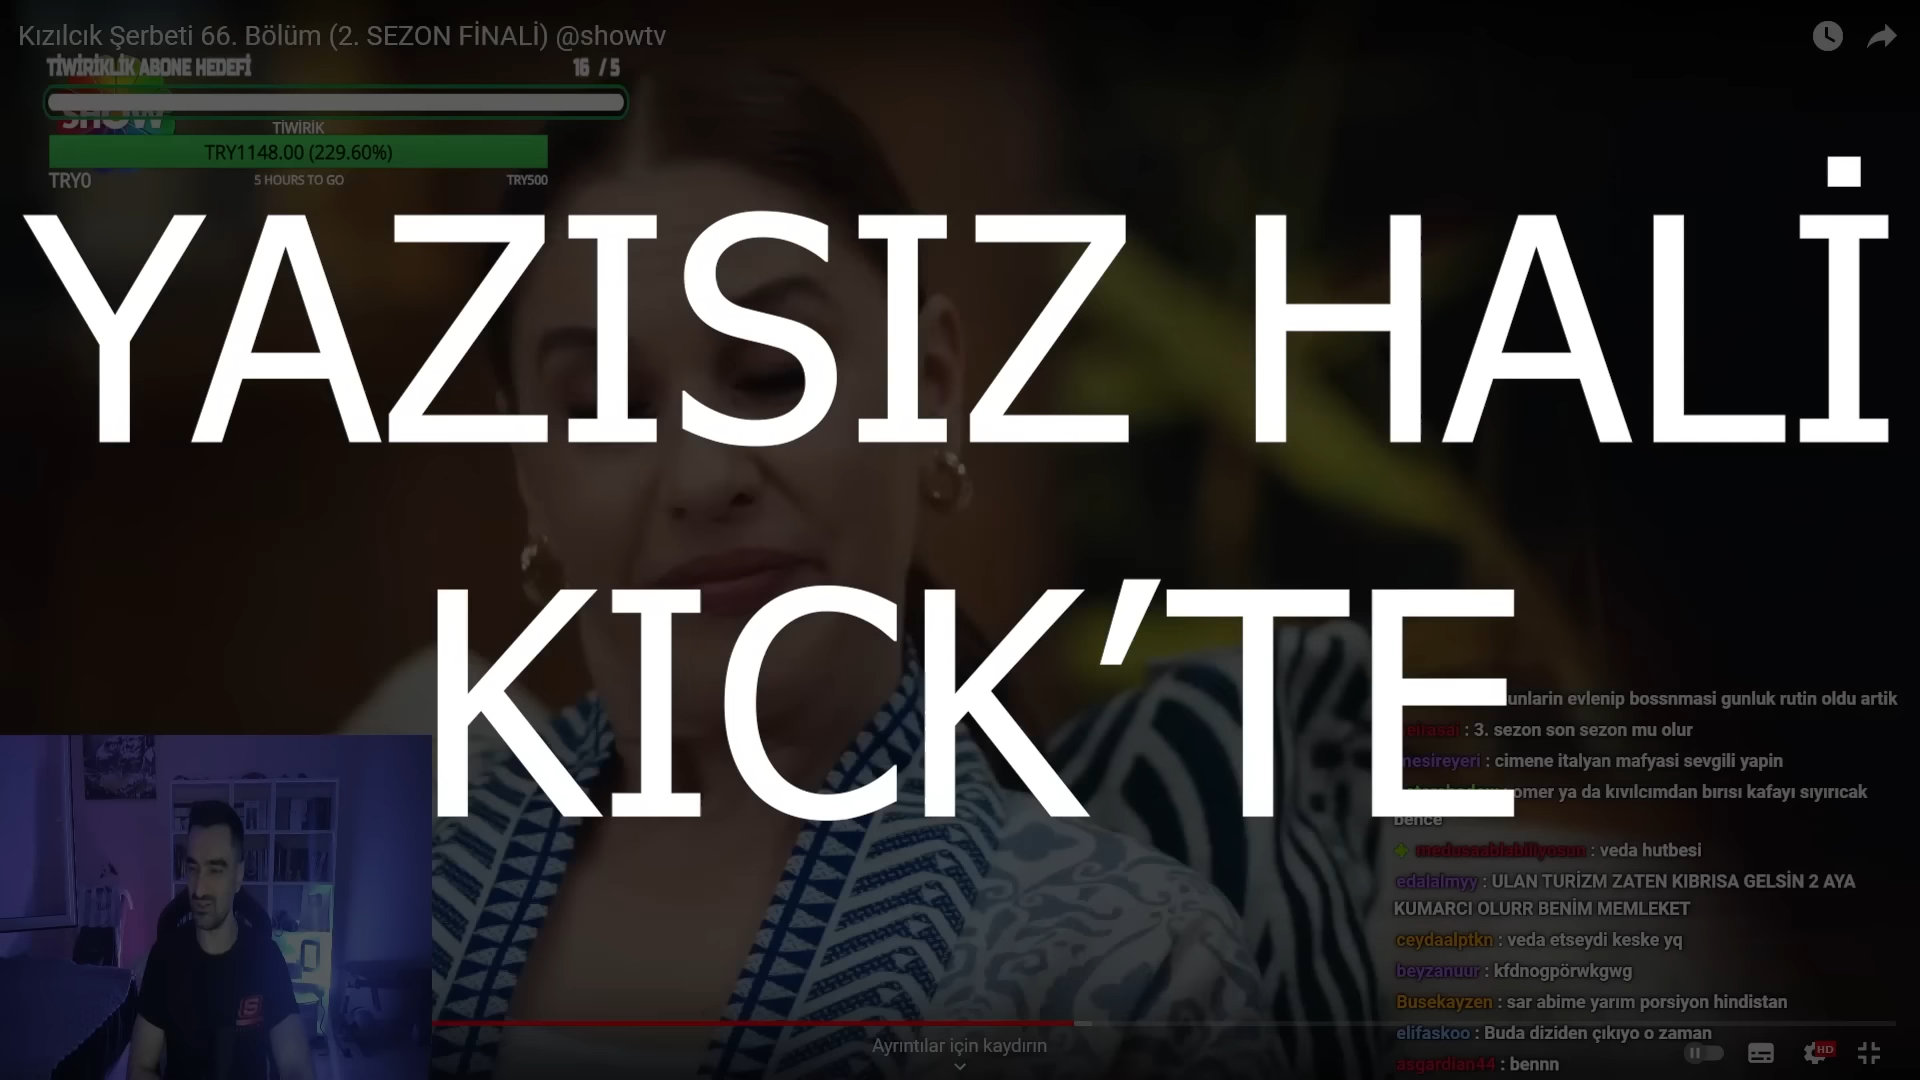 Kızılcık Şerbeti 66. Bölüm (2. SEZON FİNALİ) @showtv
TİWİRİKLİK ABONE HEDEFİ 16 / 5
SHOW
TİWİRİK
TRY1148.00 (229.60%)
TRY0 5 HOURS TO GO TRY500
YAZISIZ HALİ
KICK’TE
unlarin evlenip bossnmasi gunluk rutin oldu artik
: 3. sezon son sezon mu olur
mesireyeri : cimene italyan mafyasi sevgili yapin
omer ya da kıvılcımdan bırısı kafayı sıyırıcak
bence
medusaablabiliyosun : veda hutbesi
edalalmyy : ULAN TURİZM ZATEN KIBRISA GELSİN 2 AYA
KUMARCI OLURR BENİM MEMLEKET
ceydaalptkn : veda etseydi keske yq
beyzanuur : kfdnogpörwkgwg
Busekayzen : sar abime yarım porsiyon hindistan
elifaskoo : Buda diziden çıkıyo o zaman
asgardian44 : bennn
Ayrıntılar için kaydırın
HD